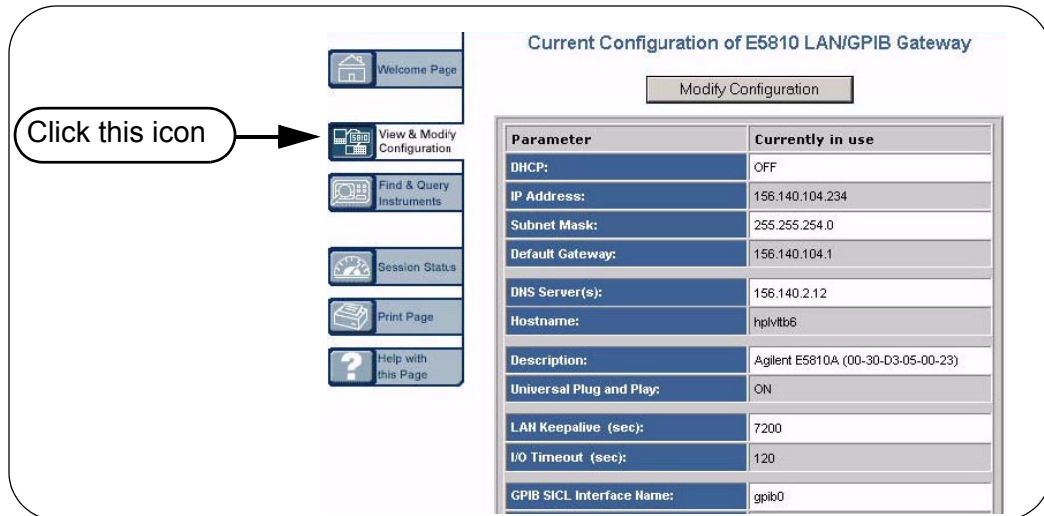 Current Configuration of E5810 LAN/GPIB Gateway
Welcome Page
Modify Configuration
Click this icon
View & Modify
Configuration
Find & Query
Instruments
Session Status
Print Page
Help with
this Page
Parameter Currently in use
DHCP: OFF
IP Address: 156.140.104.234
Subnet Mask: 255.255.254.0
Default Gateway: 156.140.104.1
DNS Server(s): 156.140.2.12
Hostname: hplvltb6
Description: Agilent E5810A (00-30-D3-05-00-23)
Universal Plug and Play: ON
LAN Keepalive (sec): 7200
I/O Timeout (sec): 120
GPIB SICL Interface Name: gpib0